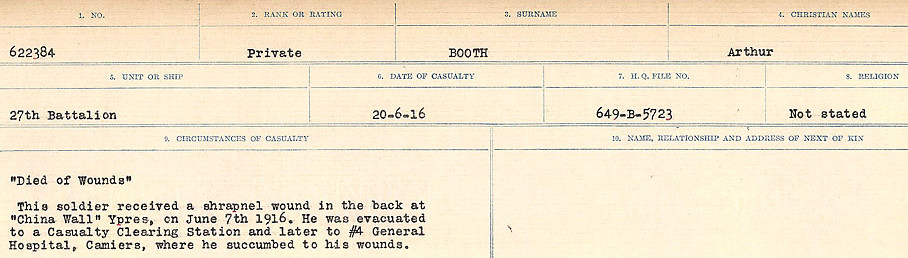 1. NO. 2. RANK OR RATING 3. SURNAME 4. CHRISTIAN NAMES
622384 Private BOOTH Arthur
5. UNIT OR SHIP 6. DATE OF CASUALTY 7. H. Q. FILE NO. 8. RELIGION
27th Battalion 20-6-16 649-B-5723 Not stated
9. CIRCUMSTANCES OF CASUALTY 10. NAME, RELATIONSHIP AND ADDRESS OF NEXT OF KIN
"Died of Wounds"
This soldier received a shrapnel wound in the back at
"China Wall" Ypres, on June 7th 1916. He was evacuated
to a Casualty Clearing Station and later to #4 General
Hospital, Camiers, where he succumbed to his wounds.